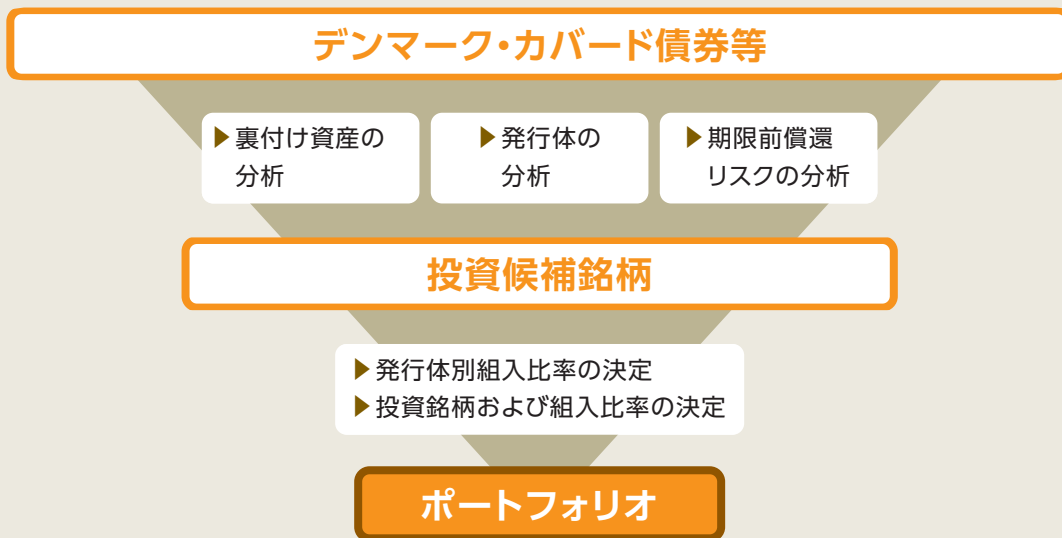 デンマーク・カバード債券等
▶裏付け資産の
分析
▶発行体の
分析
▶期限前償還
リスクの分析
投資候補銘柄
▶発行体別組入比率の決定
▶投資銘柄および組入比率の決定
ポートフォリオ